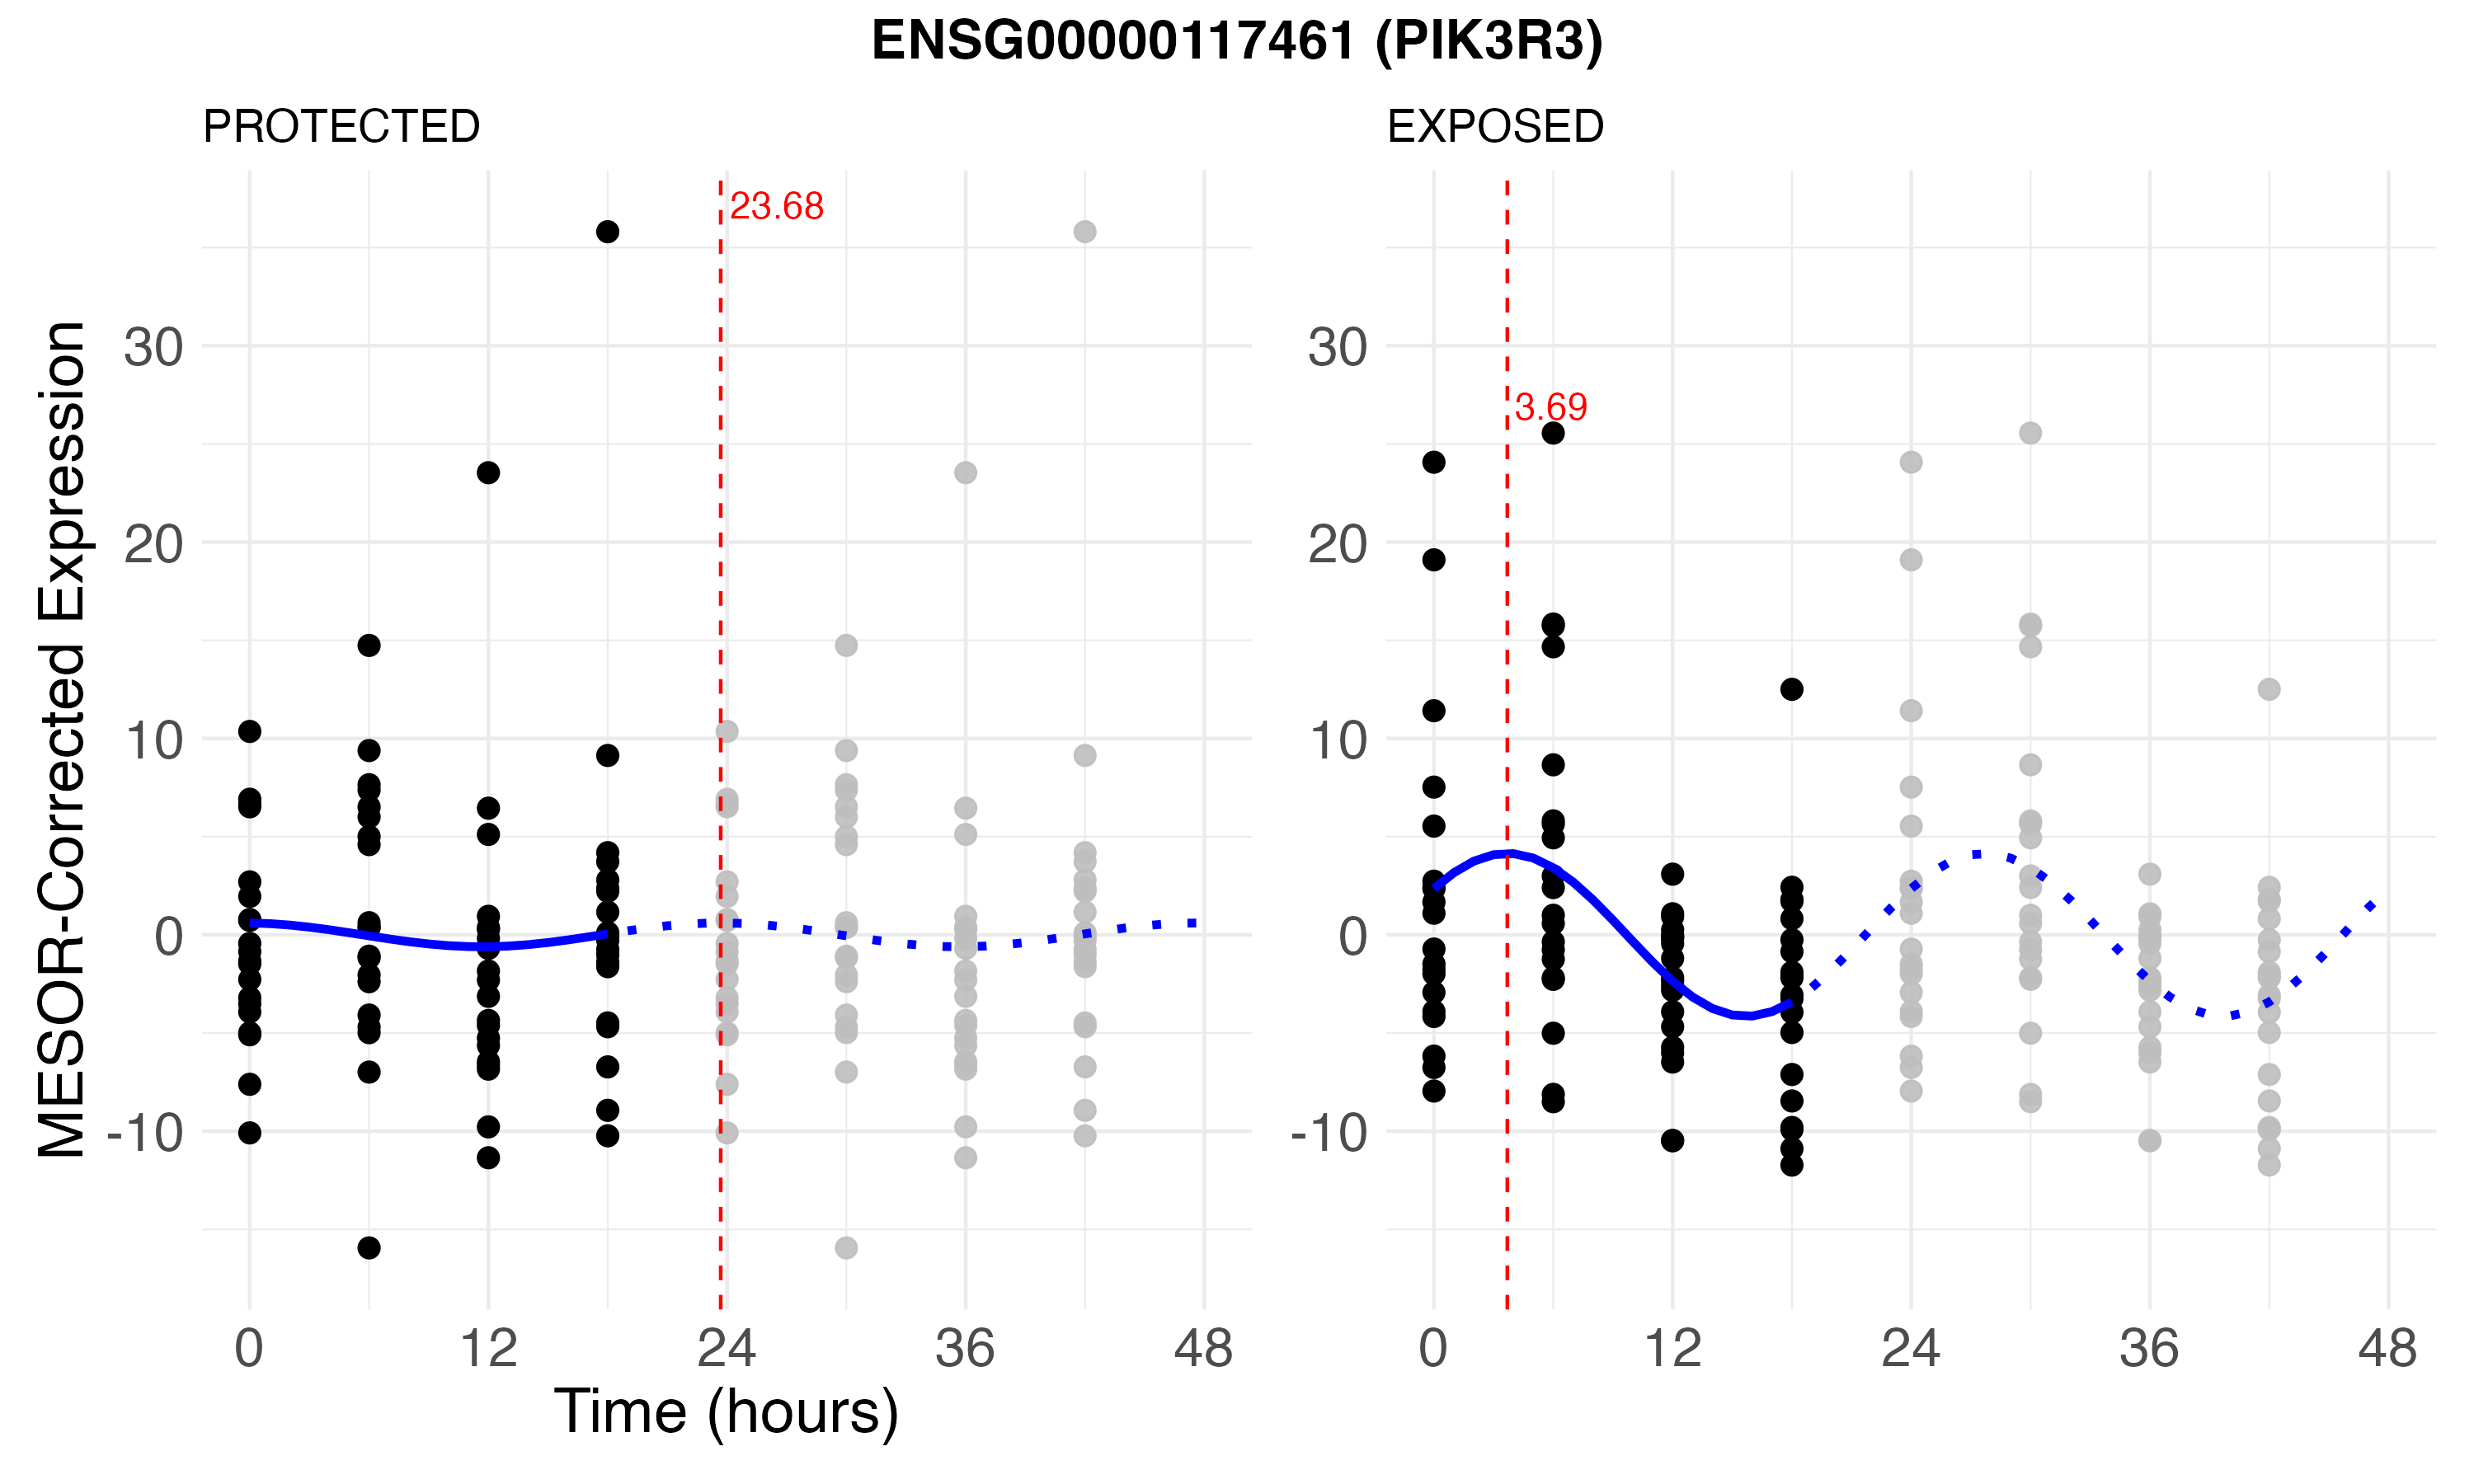 ENSG00000117461 (PIK3R3)
PROTECTED
EXPOSED
MESOR-Corrected Expression
30
20
10
0
-10
23.68
0 12 24 36 48
30
20
10
0
-10
3.69
0 12 24 36 48
Time (hours)